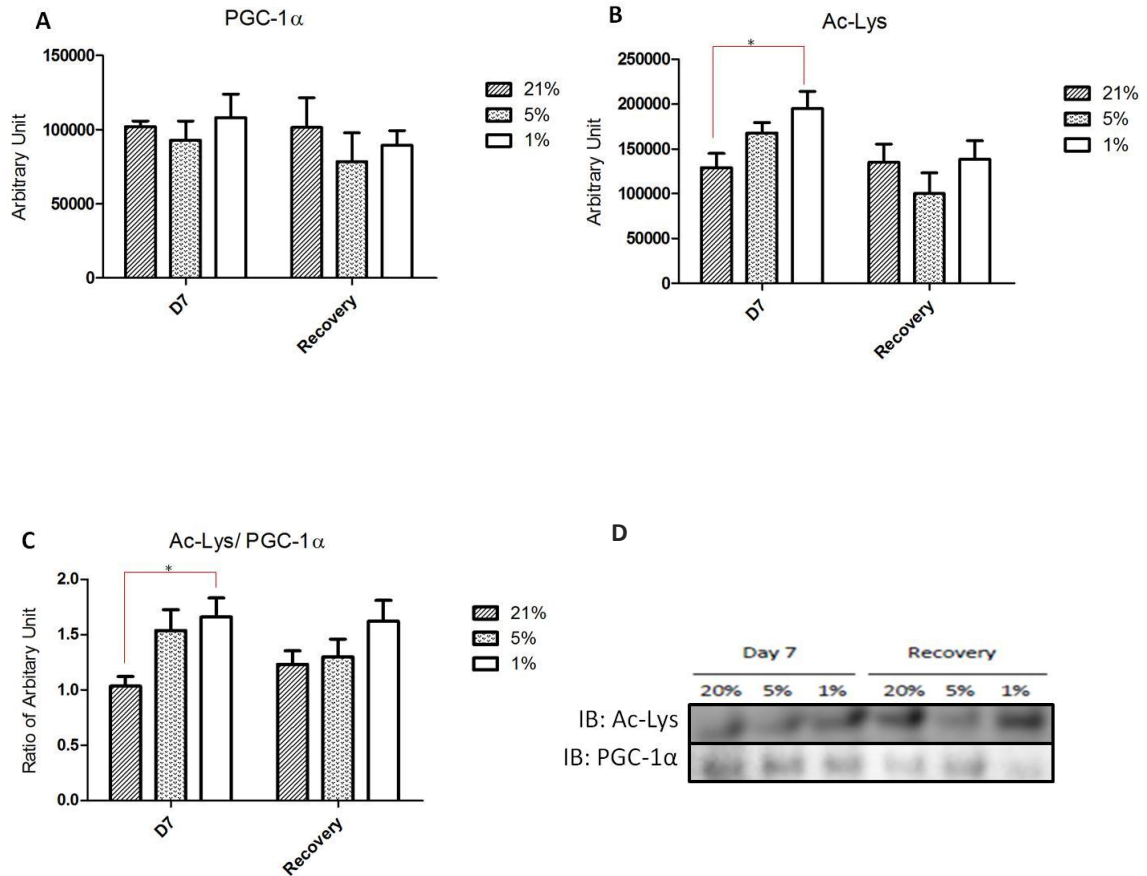 A
PGC-1α
150000
100000
50000
0
Arbitrary Unit
D7
Recovery
21%
5%
1%
B
Ac-Lys
*
250000
200000
150000
100000
50000
0
Arbitrary Unit
D7
Recovery
21%
5%
1%
C
Ac-Lys/ PGC-1α
*
2.0
1.5
1.0
0.5
0.0
Ratio of Arbitary Unit
D7
Recovery
21%
5%
1%
D
Day 7 Recovery
20% 5% 1% 20% 5% 1%
IB: Ac-Lys
IB: PGC-1α